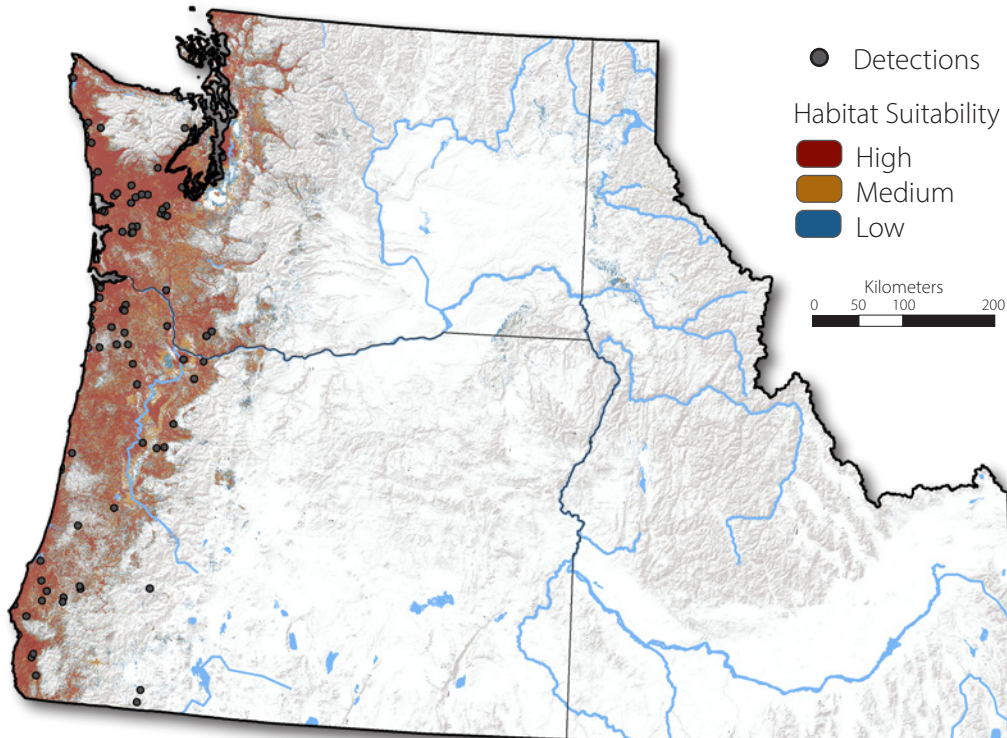 Detections
Habitat Suitability
High
Medium
Low
Kilometers
0 50 100 200